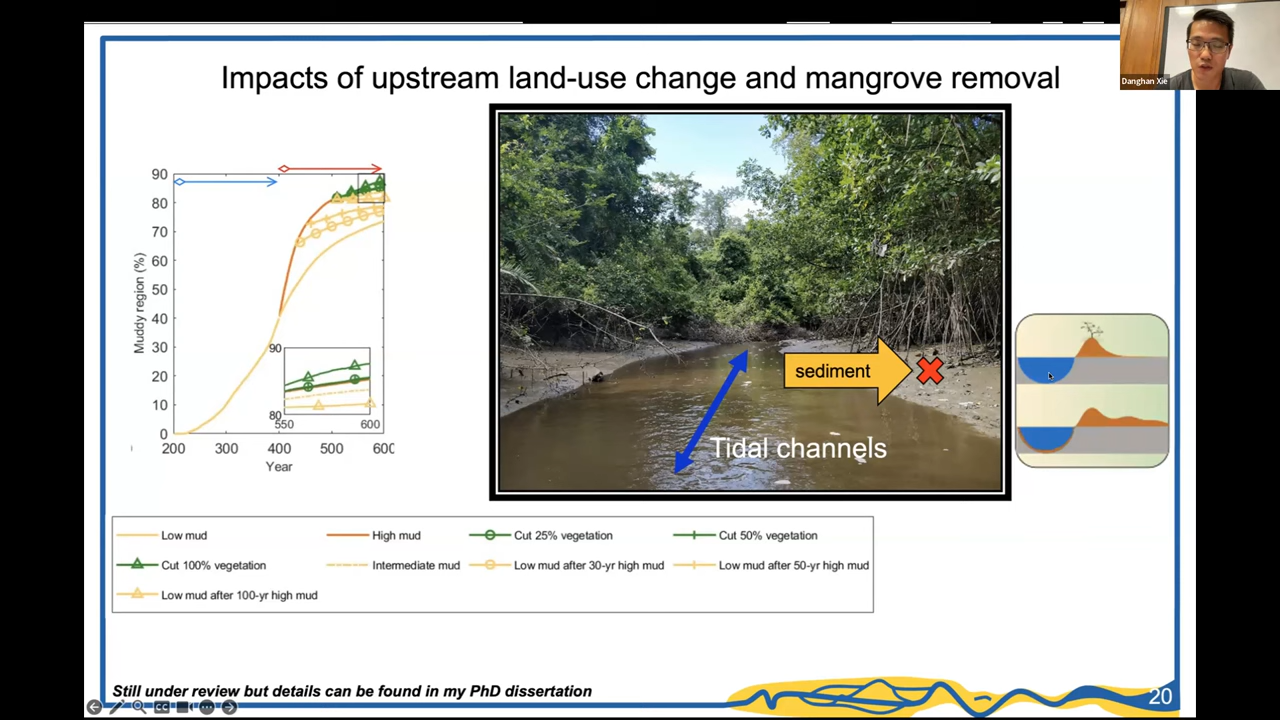 Impacts of upstream land-use change and mangrove removal
Danghan Xie
90
80
70
60
50
40
30
20
10
0
Muddy region (%)
200
300
400
500
600
Year
90
80
550
600
sediment
Tidal channels
Low mud
High mud
Cut 25% vegetation
Cut 50% vegetation
Cut 100% vegetation
Intermediate mud
Low mud after 30-yr high mud
Low mud after 50-yr high mud
Low mud after 100-yr high mud
Still under review but details can be found in my PhD dissertation
20
CC